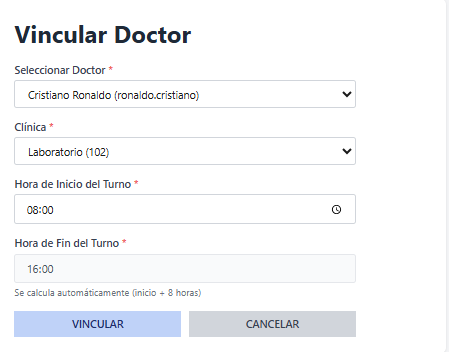 Vincular Doctor
Seleccionar Doctor *
Cristiano Ronaldo (ronaldo.cristiano)
Clínica *
Laboratorio (102)
Hora de Inicio del Turno *
08:00
Hora de Fin del Turno *
16:00
Se calcula automáticamente (inicio + 8 horas)
VINCULAR CANCELAR